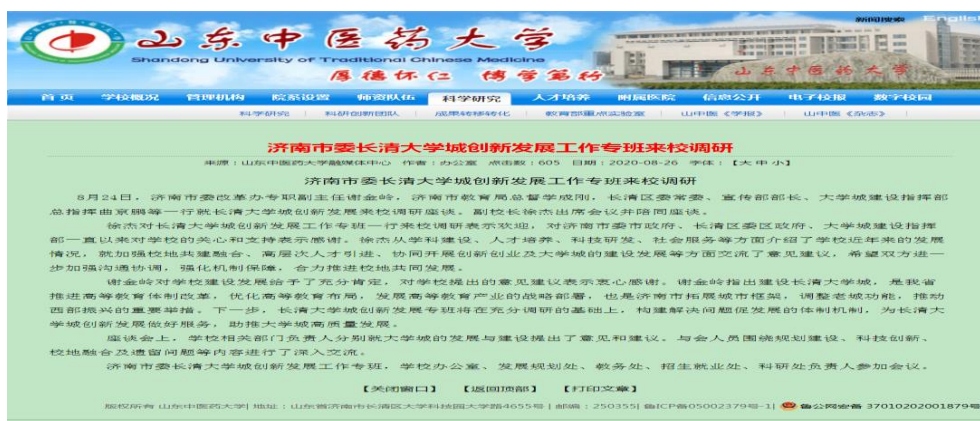 新闻搜索 English
山东中医药大学
Shandong University of Traditional Chinese Medicine
厚德怀仁 博学笃行
山东中医药大学
首页 学校概况 管理机构 院系设置 师资队伍 科学研究 人才培养 附属医院 信息公开 电子校报 数字校园
科学研究 | 科研创新团队 | 成果转移转化 | 教育部重点实验室 | 山中医《学报》 | 山中医《杂志》
济南市委长清大学城创新发展工作专班来校调研
来源：山东中医药大学融媒体中心 作者：办公室 点击数：605 日期：2020-08-26 字体：【大 中 小】
济南市委长清大学城创新发展工作专班来校调研
8月24日，济南市委改革办专职副主任谢金岭，济南市教育局总督学成刚，长清区委常委、宣传部部长、大学城建设指挥部
总指挥曲京鹏等一行就长清大学城创新发展来校调研座谈。副校长徐杰出席会议并陪同座谈。
徐杰对长清大学城创新发展工作专班一行来校调研表示欢迎，对济南市委市政府、长清区委区政府、大学城建设指挥
部一直以来对学校的关心和支持表示感谢。徐杰从学科建设、人才培养、科技研发、社会服务等方面介绍了学校近年来的发展
情况，就加强校地共建融合、高层次人才引进、协同开展创新创业及大学城的建设发展等方面交流了意见建议，希望双方进一
步加强沟通协调，强化机制保障，合力推进校地共同发展。
谢金岭对学校建设发展给予了充分肯定，对学校提出的意见建议表示衷心感谢。谢金岭指出建设长清大学城，是我省
推进高等教育体制改革，优化高等教育布局，发展高等教育产业的战略部署，也是济南市拓展城市框架，调整老城功能，推动
西部振兴的重要举措。下一步，长清大学城创新发展专班将在充分调研的基础上，构建解决问题促发展的体制机制，为长清大
学城创新发展做好服务，助推大学城高质量发展。
座谈会上，学校相关部门负责人分别就大学城的发展与建设提出了意见和建议。与会人员围绕规划建设、科技创新、
校地融合及遗留问题等内容进行了深入交流。
济南市委长清大学城创新发展工作专班，学校办公室、发展规划处、教务处、招生就业处、科研处负责人参加会议。
【关闭窗口】 【返回顶部】 【打印文章】
版权所有 山东中医药大学| 地址：山东省济南市长清区大学科技园大学路4655号 | 邮编：250355| 鲁ICP备05002379号-1| 鲁公网安备 37010202001879号